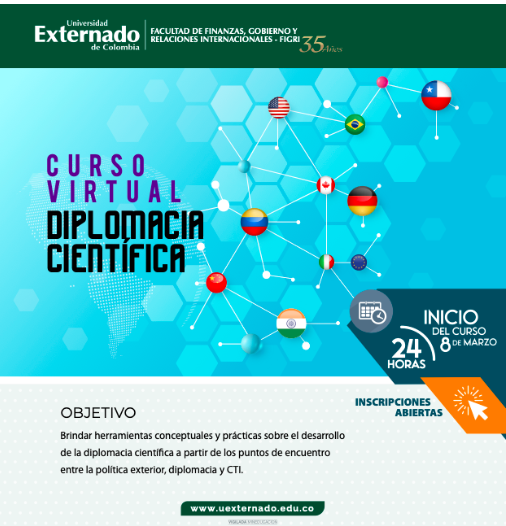 Universidad
Externado
de Colombia
FACULTAD DE FINANZAS, GOBIERNO Y
RELACIONES INTERNACIONALES - FIGRI
35 Años
CURSO
VIRTUAL
DIPLOMACIA
CIENTÍFICA
INICIO
DEL CURSO
8 DE MARZO
24
HORAS
INSCRIPCIONES
ABIERTAS
OBJETIVO
Brindar herramientas conceptuales y prácticas sobre el desarrollo
de la diplomacia científica a partir de los puntos de encuentro
entre la política exterior, diplomacia y CTI.
www.uexternado.edu.co